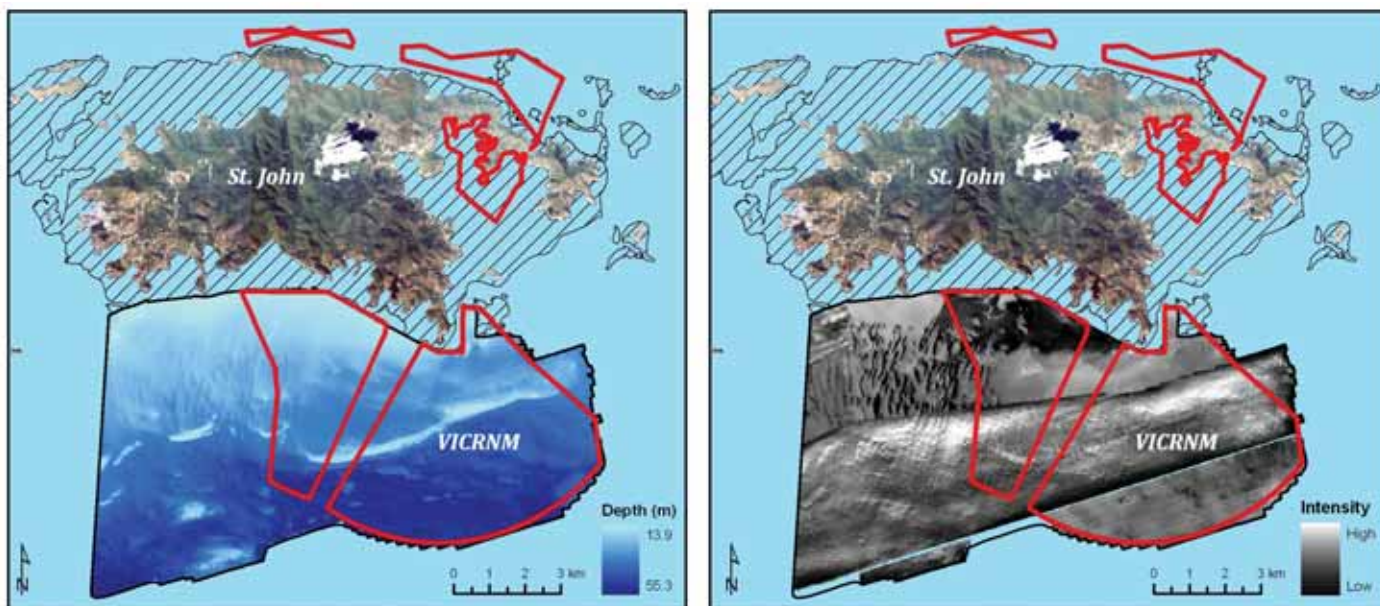 St. John
VICRNM
Depth (m)
13.9
55.3
0 1 2 3 km
N
St. John
VICRNM
Intensity
High
Low
0 1 2 3 km
N